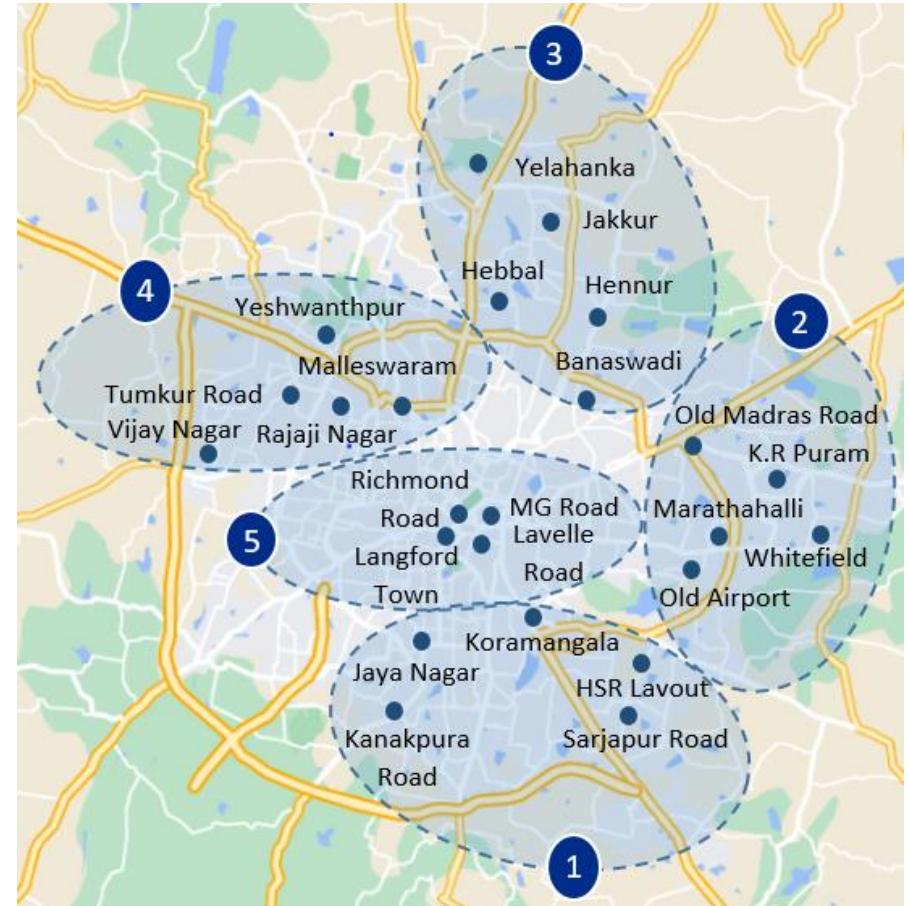 3
Yelahanka
Jakkur
Hebbal
Hennur
4
Yeshwanthpur
2
Malleswaram
Banaswadi
Tumkur Road
Vijay Nagar
Rajaji Nagar
Old Madras Road
K.R Puram
Richmond
Road
MG Road
Marathahalli
5
Langford
Town
Lavelle
Road
Whitefield
Old Airport
Koramangala
Jaya Nagar
HSR Lavout
Kanakpura
Road
Sarjapur Road
1